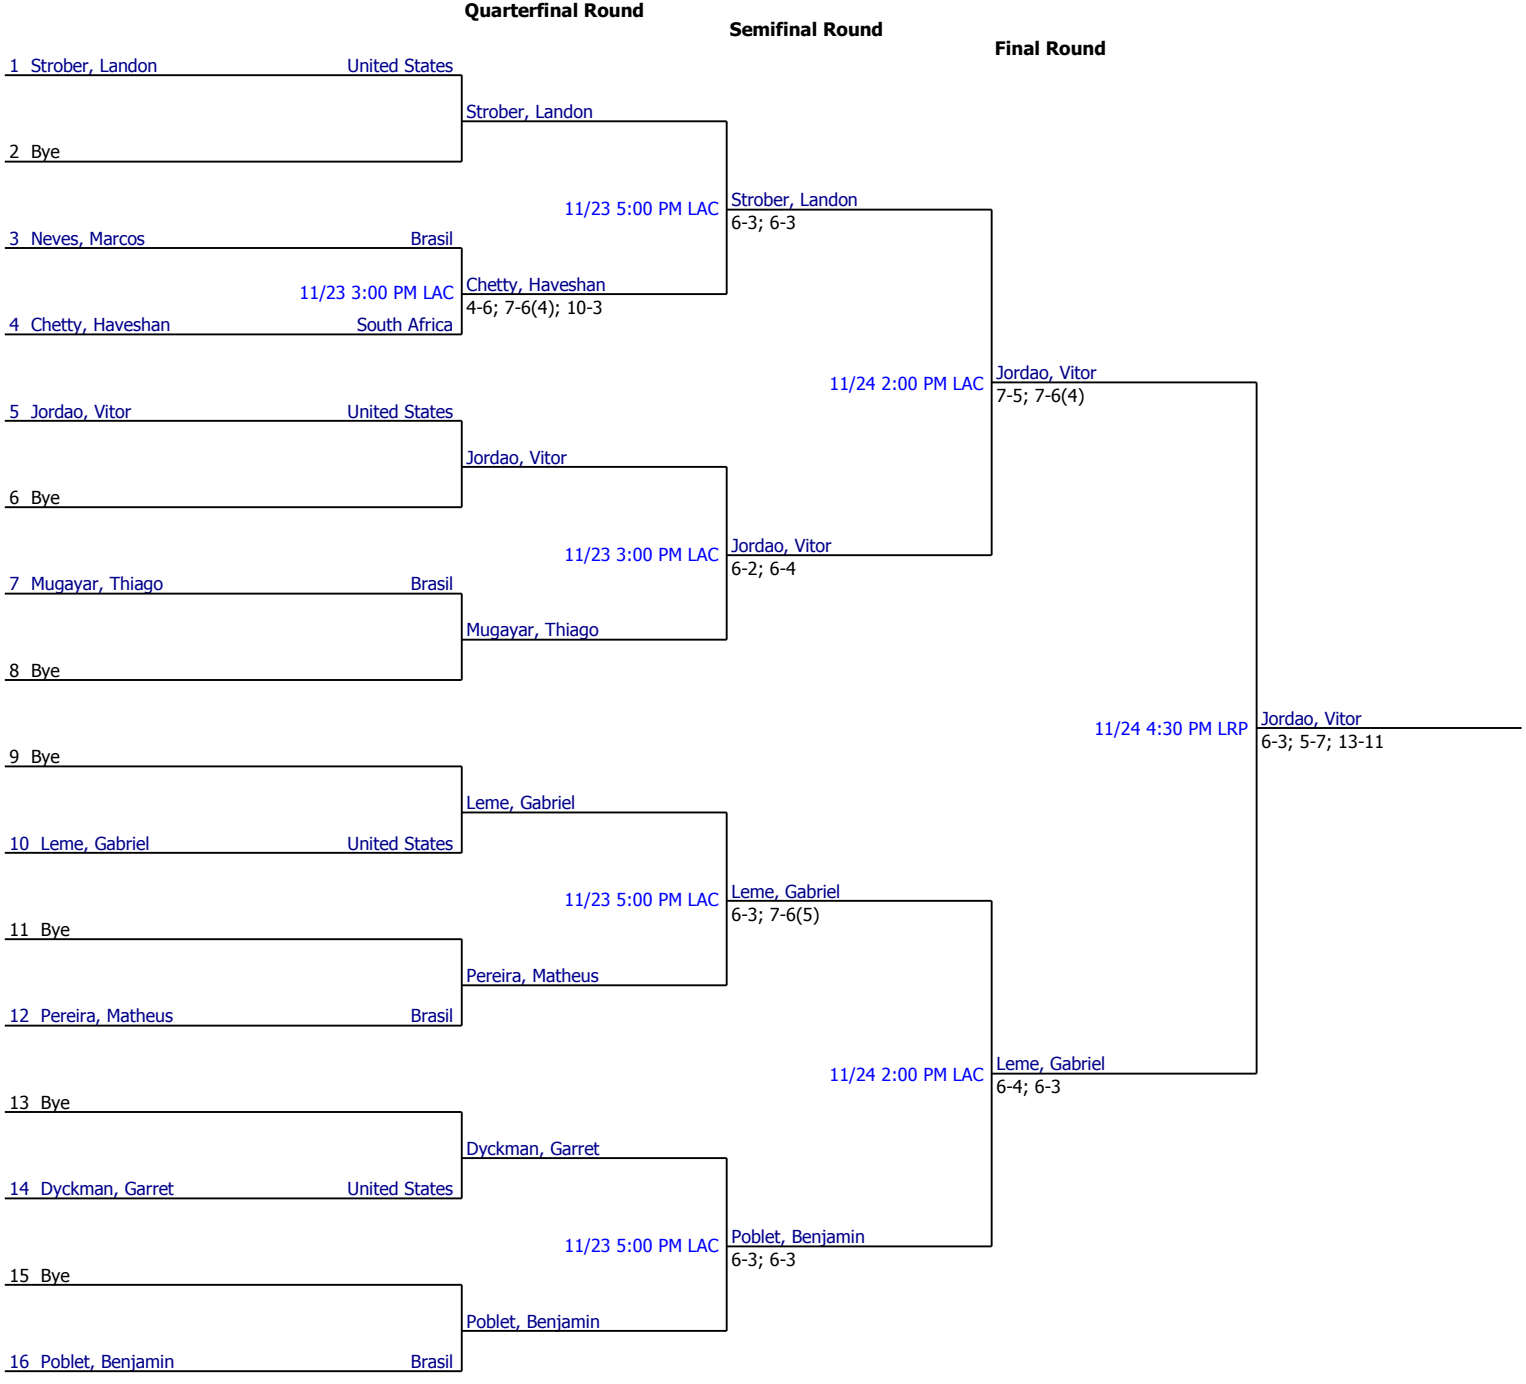 Quarterfinal Round
Semifinal Round
Final Round
1 Strober, Landon United States
Strober, Landon
2 Bye
11/23 5:00 PM LAC Strober, Landon
6-3; 6-3
3 Neves, Marcos Brasil
11/23 3:00 PM LAC Chetty, Haveshan
4-6; 7-6(4); 10-3
4 Chetty, Haveshan South Africa
11/24 2:00 PM LAC Jordao, Vitor
7-5; 7-6(4)
5 Jordao, Vitor United States
Jordao, Vitor
6 Bye
11/23 3:00 PM LAC Jordao, Vitor
6-2; 6-4
7 Mugayar, Thiago Brasil
Mugayar, Thiago
8 Bye
11/24 4:30 PM LRP Jordao, Vitor
6-3; 5-7; 13-11
9 Bye
Leme, Gabriel
10 Leme, Gabriel United States
11/23 5:00 PM LAC Leme, Gabriel
6-3; 7-6(5)
11 Bye
Pereira, Matheus
12 Pereira, Matheus Brasil
11/24 2:00 PM LAC Leme, Gabriel
6-4; 6-3
13 Bye
Dyckman, Garret
14 Dyckman, Garret United States
11/23 5:00 PM LAC Poblet, Benjamin
6-3; 6-3
15 Bye
Poblet, Benjamin
16 Poblet, Benjamin Brasil